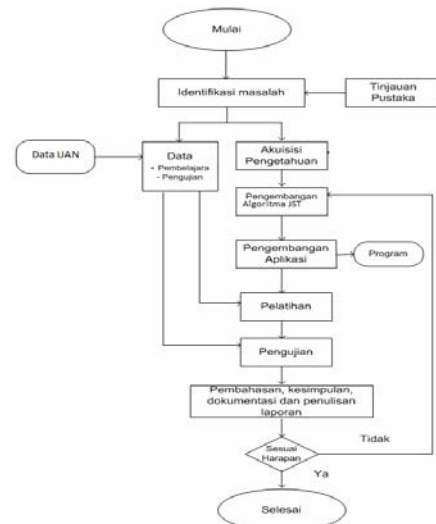 Mulai
Identifikasi masalah
Tinjauan
Pustaka
Data UAN
Data
- Pembelajara
- Pengujian
Akuisisi
Pengetahuan
Pengembangan
Algoritma JST
Pengembangan
Aplikasi
Program
Pelatihan
Pengujian
Pembahasan, kesimpulan,
dokumentasi dan penulisan
laporan
Sesuai
Harapan
Tidak
Ya
Selesai